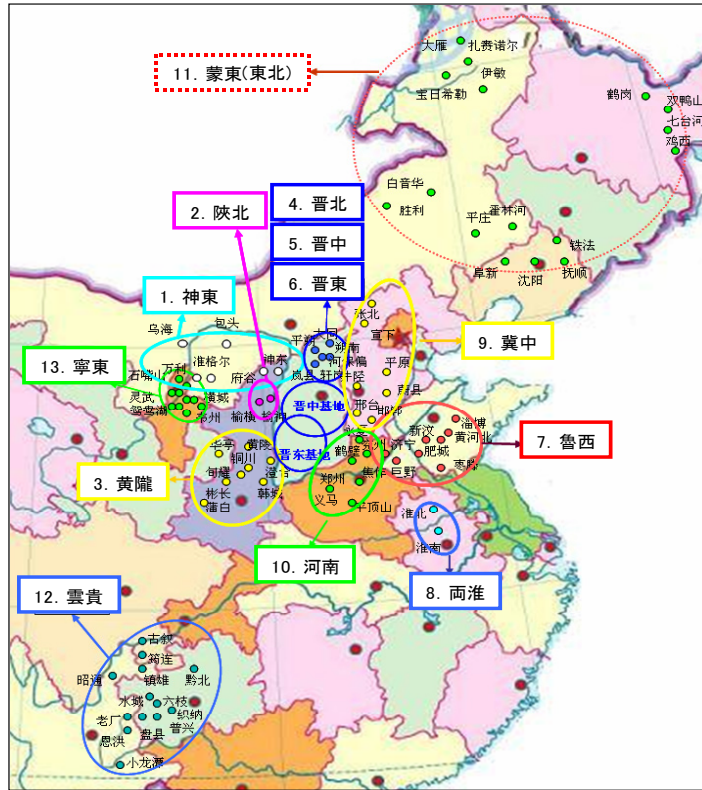 大雁
扎赉诺尔
11. 蒙東(東北)
伊敏
宝日希勒
鹤岗
双鸭山
七台河
鸡西
白音华
胜利
霍林河
平庄
铁法
阜新
沈阳
抚顺
2. 陝北
4. 晋北
5. 晋中
6. 晋東
1. 神東
张北
宣下
乌海
包头
大同
平朔
朔南
9. 冀中
13. 寧東
石嘴川
万利
准格尔
神东
河保偏
平原
府谷
岚县
轩岗
灵武
横城
蔚县
鸳鸯湖
榆横
榆神
晋中基地
邢台
邯郸
淄博
华亭
黄陵
新汶
黄河北
7. 魯西
铜川
晋东基地
鹤壁
济宁
肥城
3. 黄隴
旬耀
澄合
焦作
巨野
枣滕
彬长
韩城
郑州
蒲白
义马
平顶山
淮北
淮南
10. 河南
8. 両淮
12. 雲貴
古叙
筠连
昭通
镇雄
黔北
水城
六枝
老厂
织纳
恩洪
盘县
普兴
小龙潭